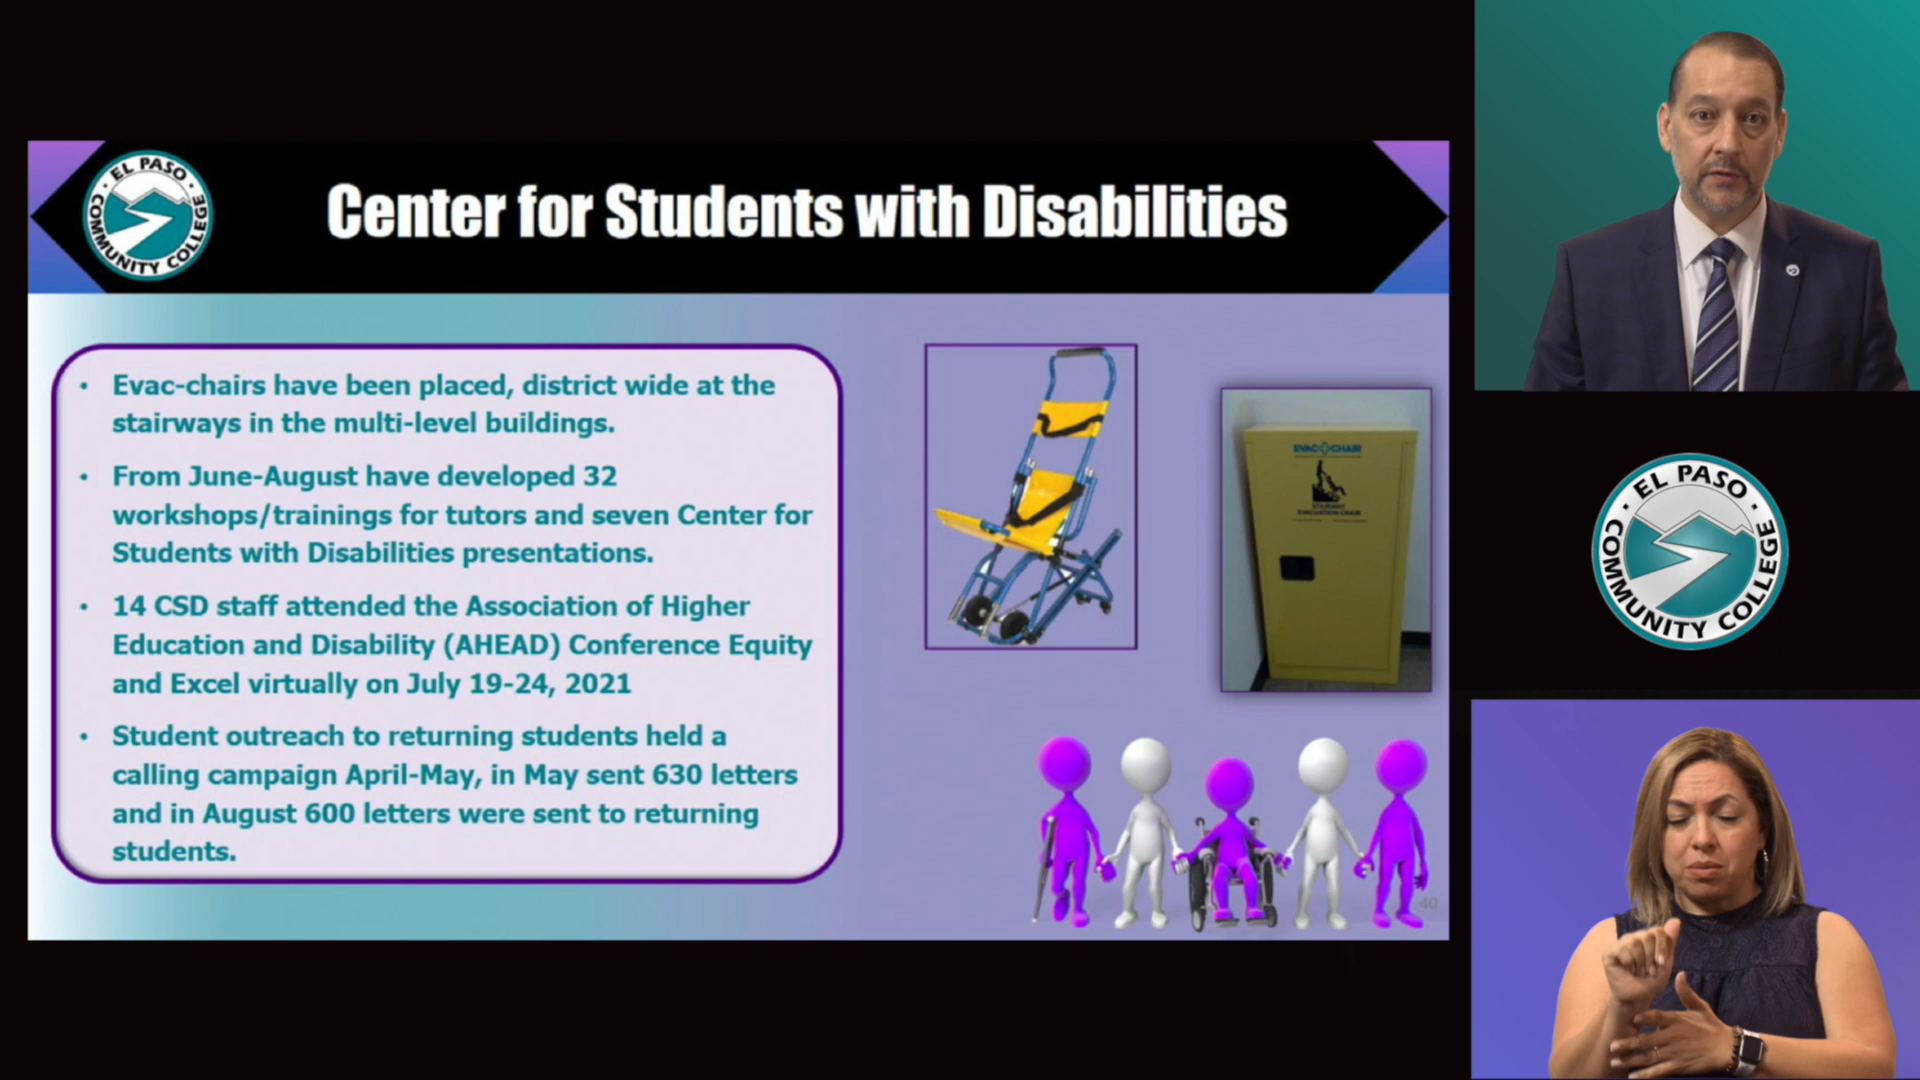 EL PASO
COMMUNITY COLLEGE
Center for Students with Disabilities
• Evac-chairs have been placed, district wide at the
stairways in the multi-level buildings.
• From June-August have developed 32
workshops/trainings for tutors and seven Center for
Students with Disabilities presentations.
• 14 CSD staff attended the Association of Higher
Education and Disability (AHEAD) Conference Equity
and Excel virtually on July 19-24, 2021
• Student outreach to returning students held a
calling campaign April-May, in May sent 630 letters
and in August 600 letters were sent to returning
students.
EVAC+CHAIR
EVACUATION CHAIR
40
EL PASO
COMMUNITY COLLEGE